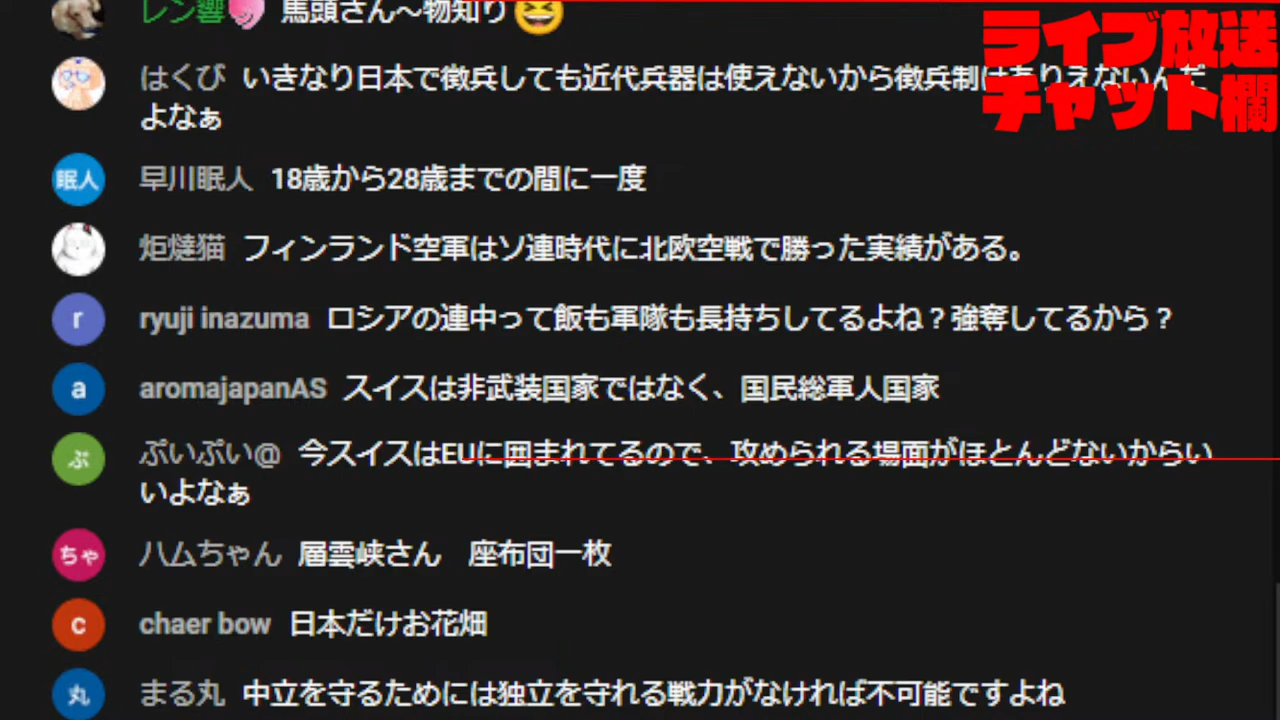 レン響 馬頭さん～物知り😆
ライブ放送
チャット欄
はくび いきなり日本で徴兵しても近代兵器は使えないから徴兵制はありえないんだ
よなぁ
眠人 早川眠人 18歳から28歳までの間に一度
炬燵猫 フィンランド空軍はソ連時代に北欧空戦で勝った実績がある。
r ryuji inazuma ロシアの連中って飯も軍隊も長持ちしてるよね？強奪してるから？
a aromajapanAS スイスは非武装国家ではなく、国民総軍人国家
ぷ ぷいぷい@ 今スイスはEUに囲まれてるので、攻められる場面がほとんどないからい
いよなぁ
ちゃ ハムちゃん 層雲峡さん　座布団一枚
c chaer bow 日本だけお花畑
丸 まる丸 中立を守るためには独立を守れる戦力がなければ不可能ですよね